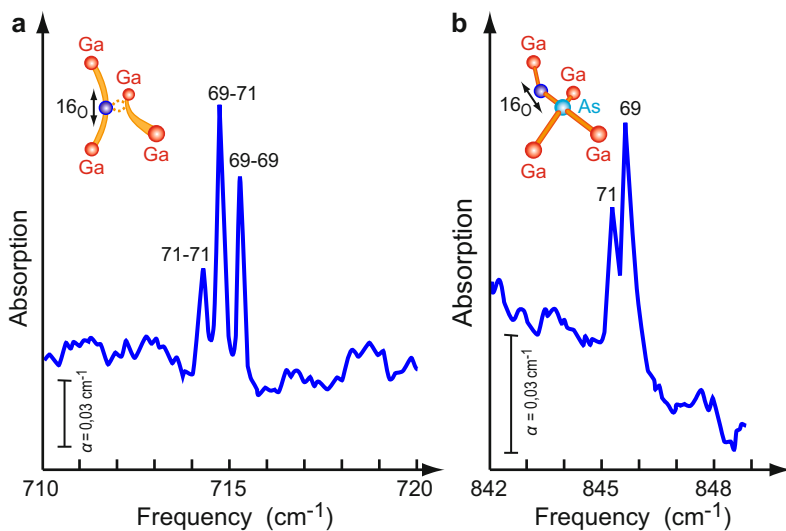 a
Ga
Ga
16O
Ga
Ga
69-71
69-69
71-71
Absorption
α = 0,03 cm-1
710
715
720
Frequency (cm-1)
b
Ga
Ga
16O
As
Ga
Ga
69
71
Absorption
α = 0,03 cm-1
842
845
848
Frequency (cm-1)